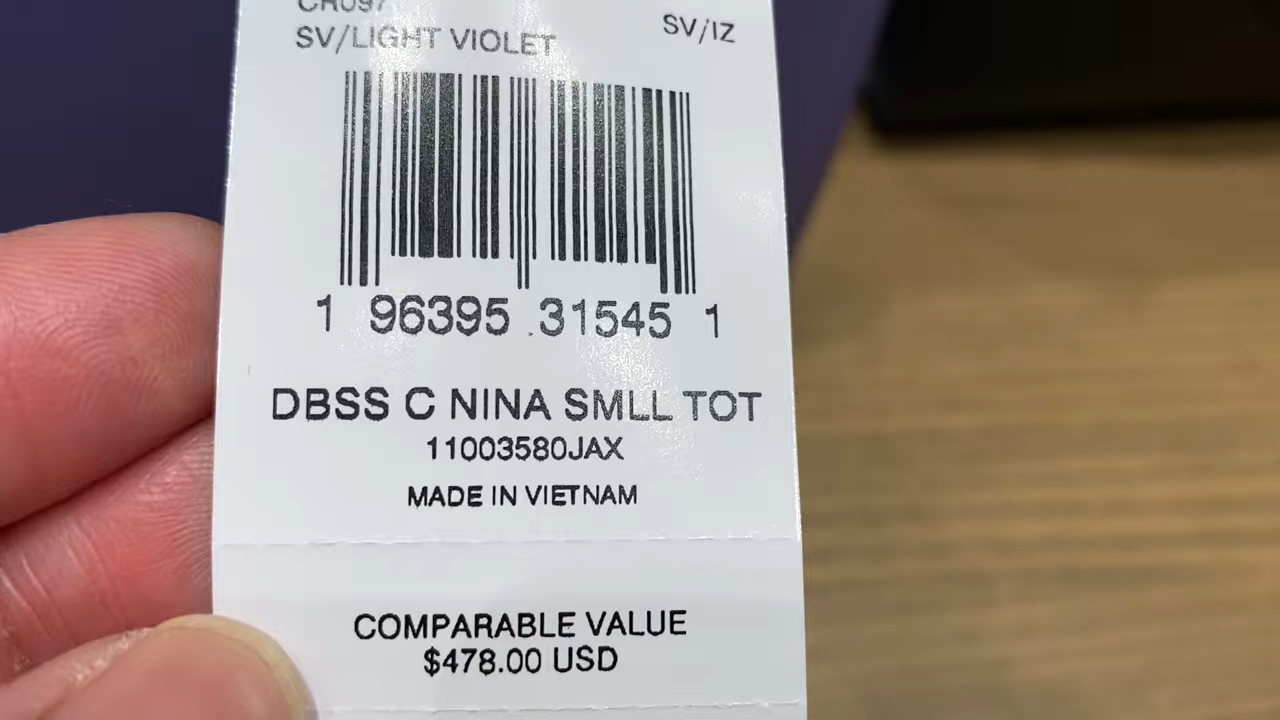 CR097
SV/LIGHT VIOLET
SV/IZ
1 96395 31545 1
DBSS C NINA SMLL TOT
11003580JAX
MADE IN VIETNAM
COMPARABLE VALUE
$478.00 USD